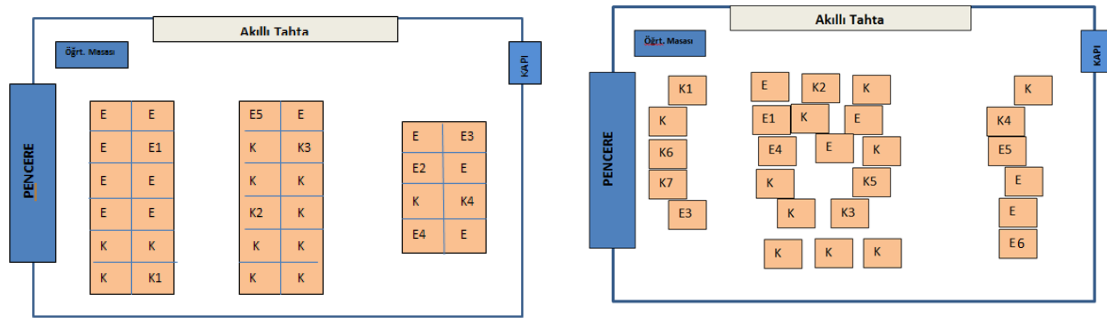 Akıllı Tahta
Öğrt. Masası
KAPI
PENCERE
E E
E E1
E E
E E
K K
K K1
E5 E
K K3
K K
K2 K
K K
K K
E E3
E2 E
K K4
E4 E
Akıllı Tahta
Öğrt. Masası
KAPI
PENCERE
K1
K
K6
K7
E3
E K2 K
E1 K E
E4 E K
K K5
K K3
K K K
K
K4
E5
E
E
E6